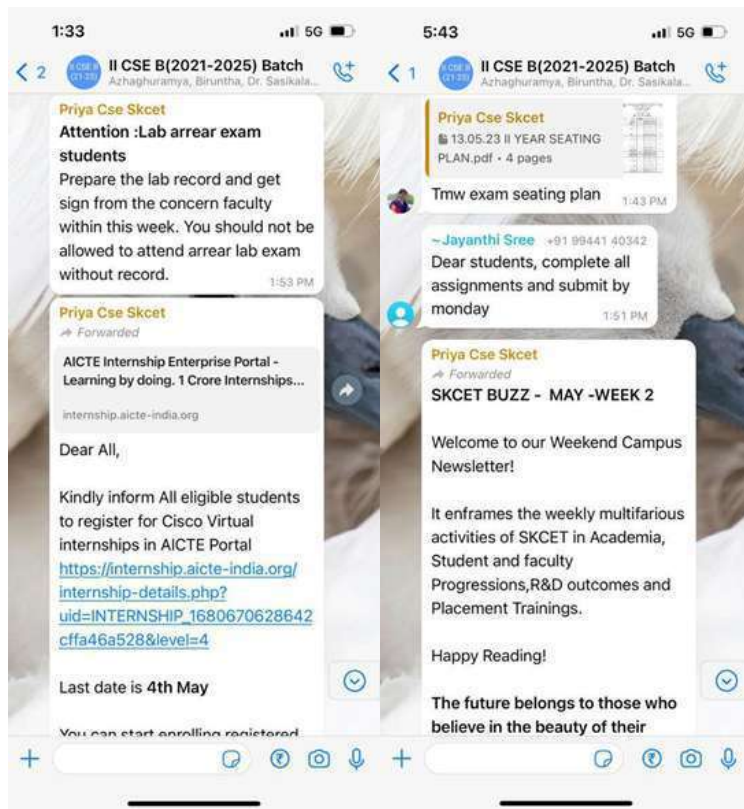 1:33
5G
2
II CSE B(2021-2025) Batch
Azhaghuramya, Biruntha, Dr. Sasikala...
Priya Cse Skcet
Attention :Lab arrear exam
students
Prepare the lab record and get
sign from the concern faculty
within this week. You should not be
allowed to attend arrear lab exam
without record.
1:53 PM
Priya Cse Skcet
Forwarded
AICTE Internship Enterprise Portal -
Learning by doing. 1 Crore Internships...
internship.aicte-india.org
Dear All,
Kindly inform All eligible students
to register for Cisco Virtual
internships in AICTE Portal
https://internship.aicte-india.org/
internship-details.php?
uid=INTERNSHIP_1680670628642
cffa46a528&level=4
Last date is 4th May
You can start enrolling registered
5:43
5G
1
II CSE B(2021-2025) Batch
Azhaghuramya, Biruntha, Dr. Sasikala...
Priya Cse Skcet
13.05.23 II YEAR SEATING
PLAN.pdf • 4 pages
Tmw exam seating plan
1:43 PM
~Jayanthi Sree +91 99441 40342
Dear students, complete all
assignments and submit by
monday
1:51 PM
Priya Cse Skcet
Forwarded
SKCET BUZZ - MAY -WEEK 2
Welcome to our Weekend Campus
Newsletter!
It enframes the weekly multifarious
activities of SKCET in Academia,
Student and faculty
Progressions,R&D outcomes and
Placement Trainings.
Happy Reading!
The future belongs to those who
believe in the beauty of their